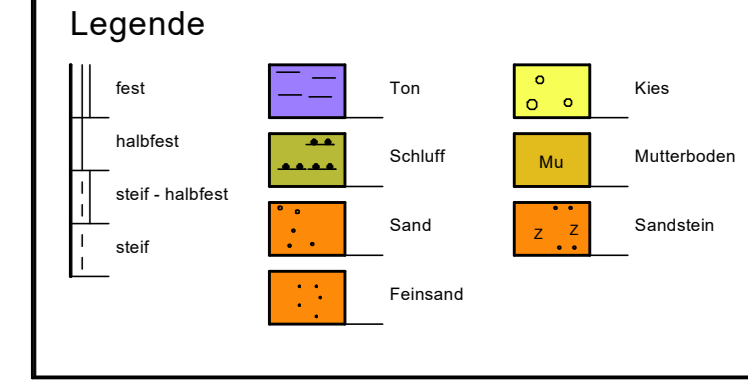 Legende
fest
halbfest
steif - halbfest
steif
Ton
Schluff
Sand
Feinsand
Kies
Mu
Mutterboden
Z Z
Sandstein